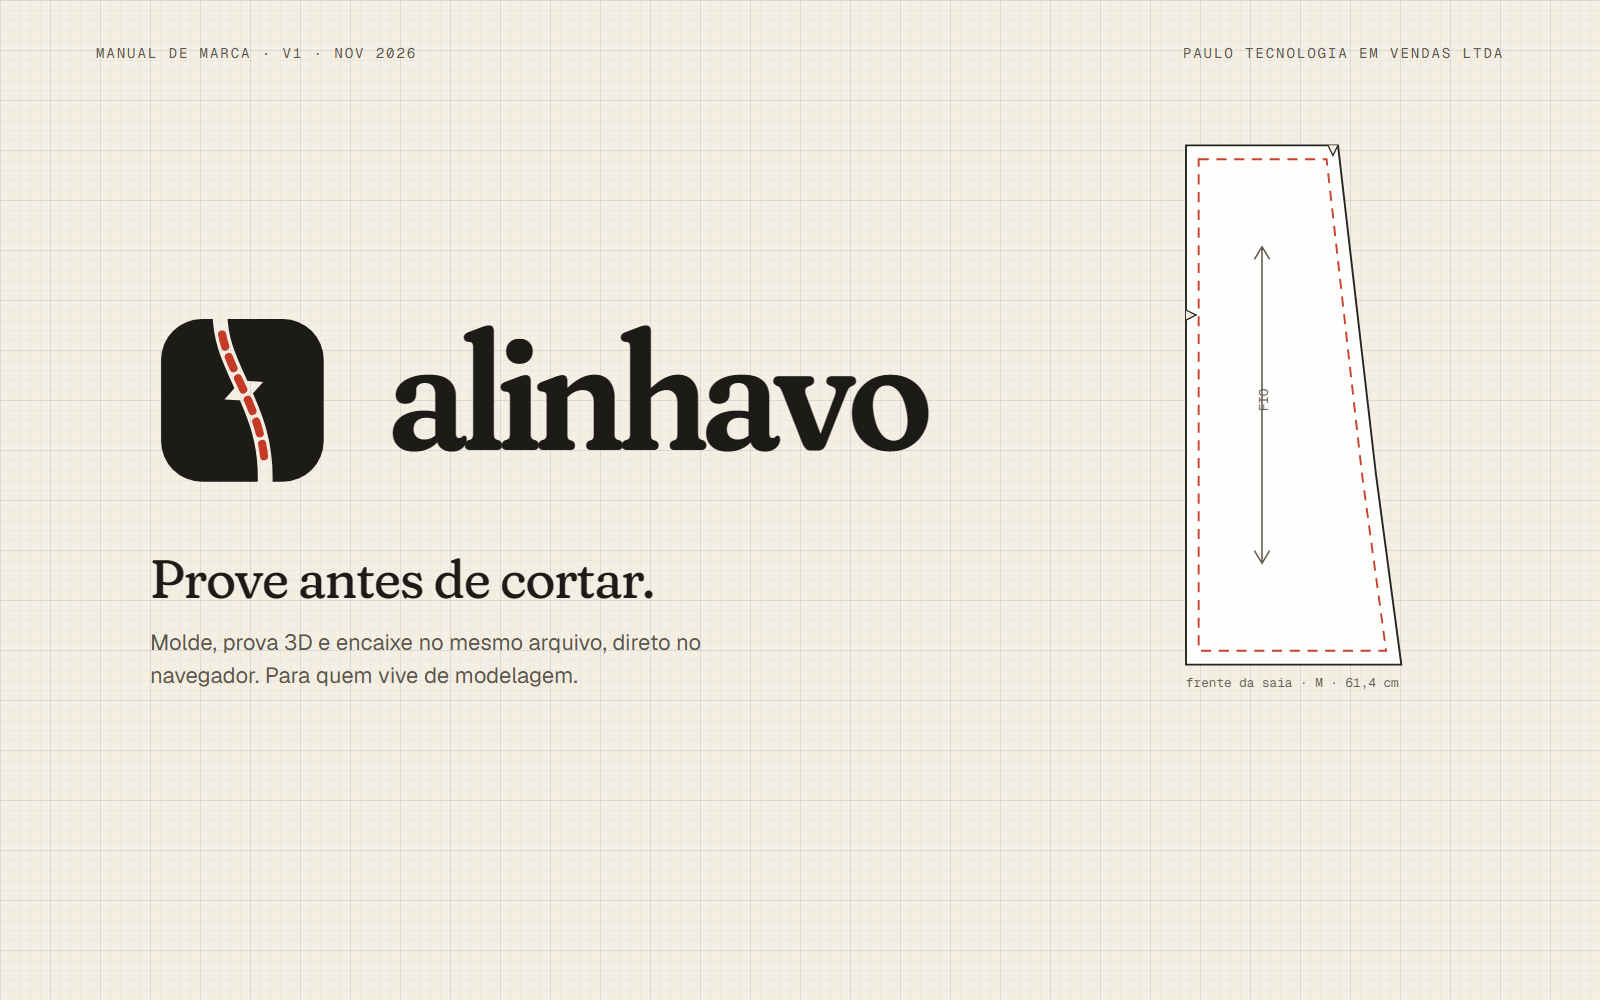 MANUAL DE MARCA · V1 · NOV 2026
PAULO TECNOLOGIA EM VENDAS LTDA
alinhavo
Prove antes de cortar.
Molde, prova 3D e encaixe no mesmo arquivo, direto no
navegador. Para quem vive de modelagem.
FIO
frente da saia · M · 61,4 cm